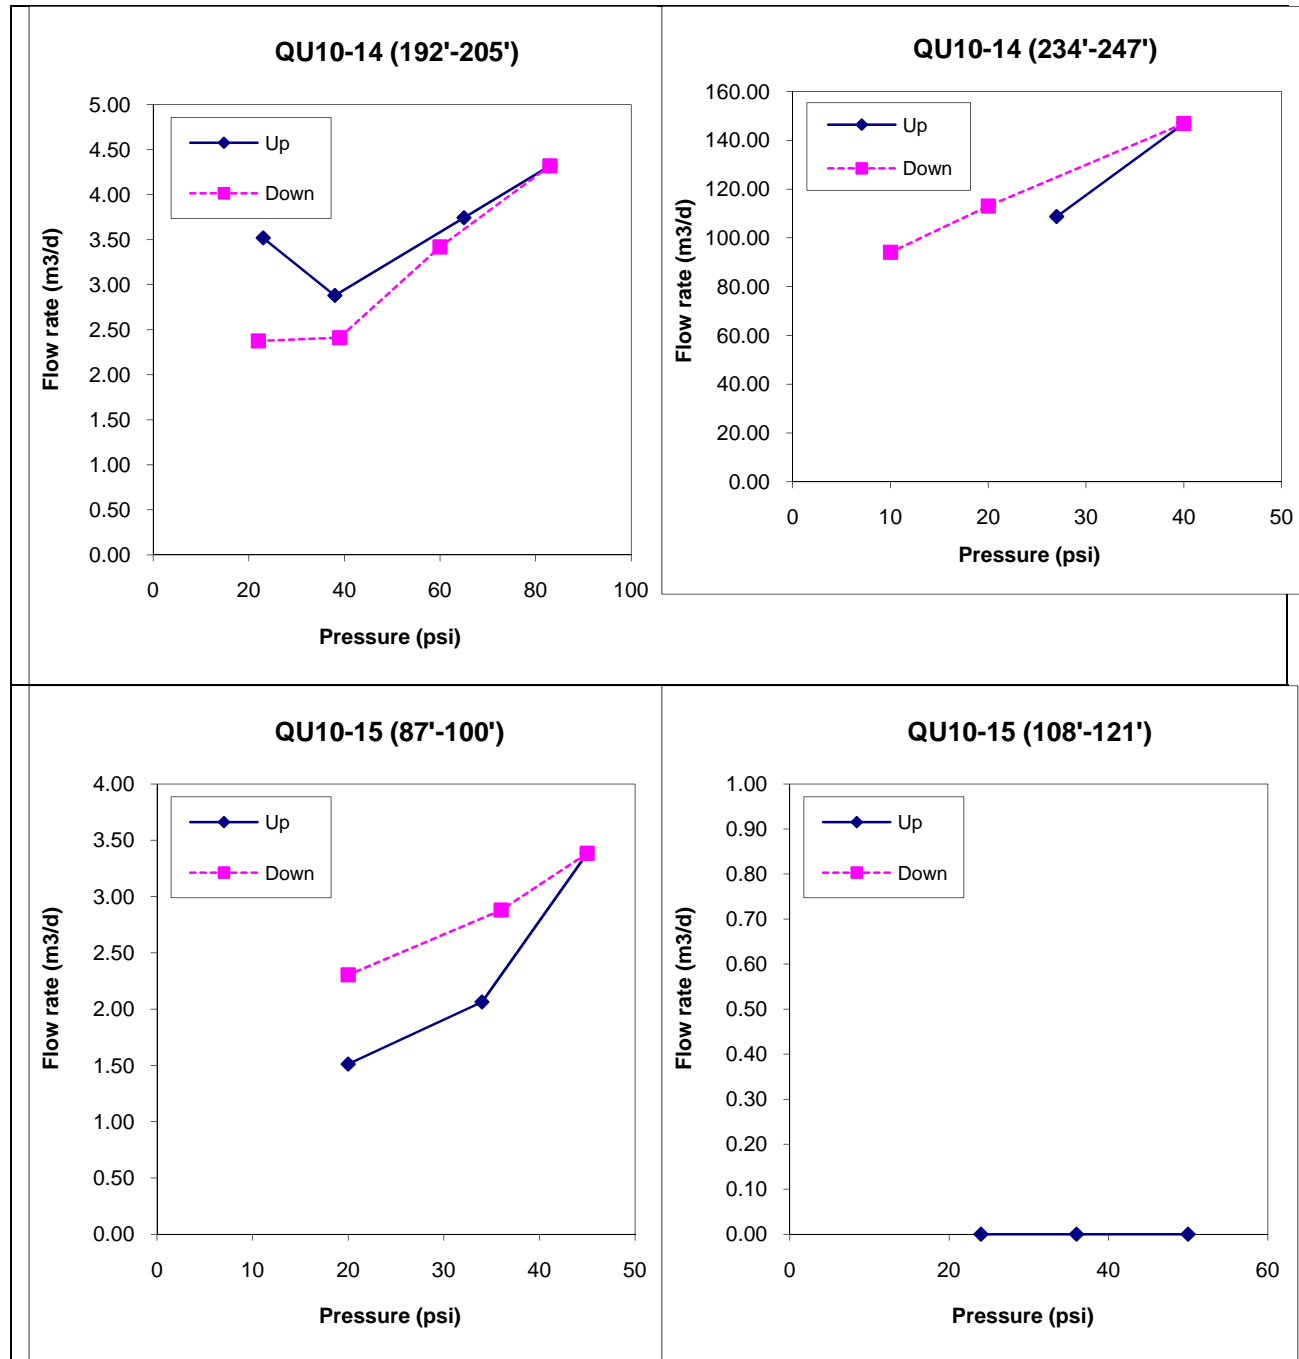 QU10-14 (192'-205')
5.00
4.50
4.00
3.50
3.00
2.50
2.00
1.50
1.00
0.50
0.00
Flow rate (m3/d)
Up
Down
0 20 40 60 80 100
Pressure (psi)
QU10-14 (234'-247')
160.00
140.00
120.00
100.00
80.00
60.00
40.00
20.00
0.00
Flow rate (m3/d)
Up
Down
0 10 20 30 40 50
Pressure (psi)
QU10-15 (87'-100')
4.00
3.50
3.00
2.50
2.00
1.50
1.00
0.50
0.00
Flow rate (m3/d)
Up
Down
0 10 20 30 40 50
Pressure (psi)
QU10-15 (108'-121')
1.00
0.90
0.80
0.70
0.60
0.50
0.40
0.30
0.20
0.10
0.00
Flow rate (m3/d)
Up
Down
0 20 40 60
Pressure (psi)